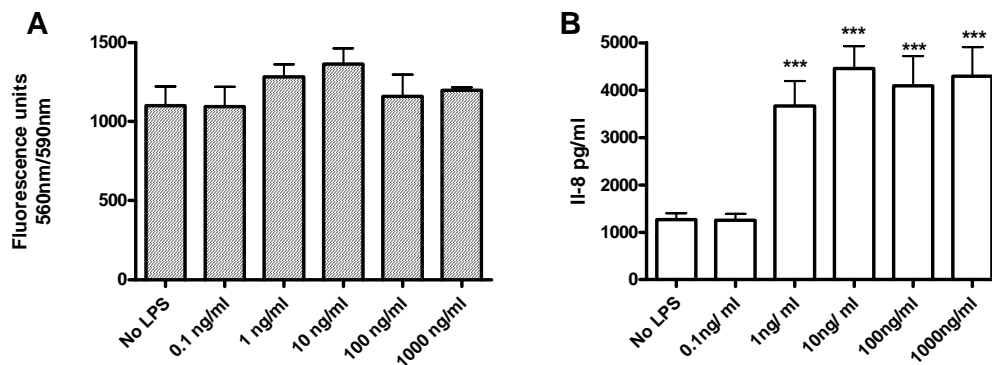 A
Fluorescence units
560nm/590nm
1500
1000
500
0
No LPS
0.1 ng/ml
1 ng/ml
10 ng/ml
100 ng/ml
1000 ng/ml
B
Il-8 pg/ml
5000
4000
3000
2000
1000
0
***
***
***
***
No LPS
0.1ng/ ml
1ng/ ml
10ng/ ml
100ng/ml
1000ng/ml